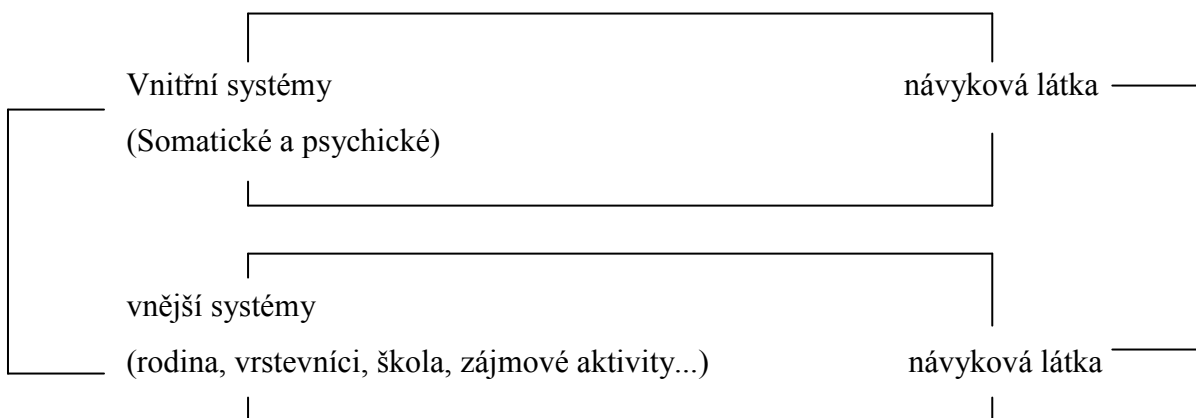 Vnitřní systémy návyková látka
(Somatické a psychické)
vnější systémy
(rodina, vrstevníci, škola, zájmové aktivity...) návyková látka